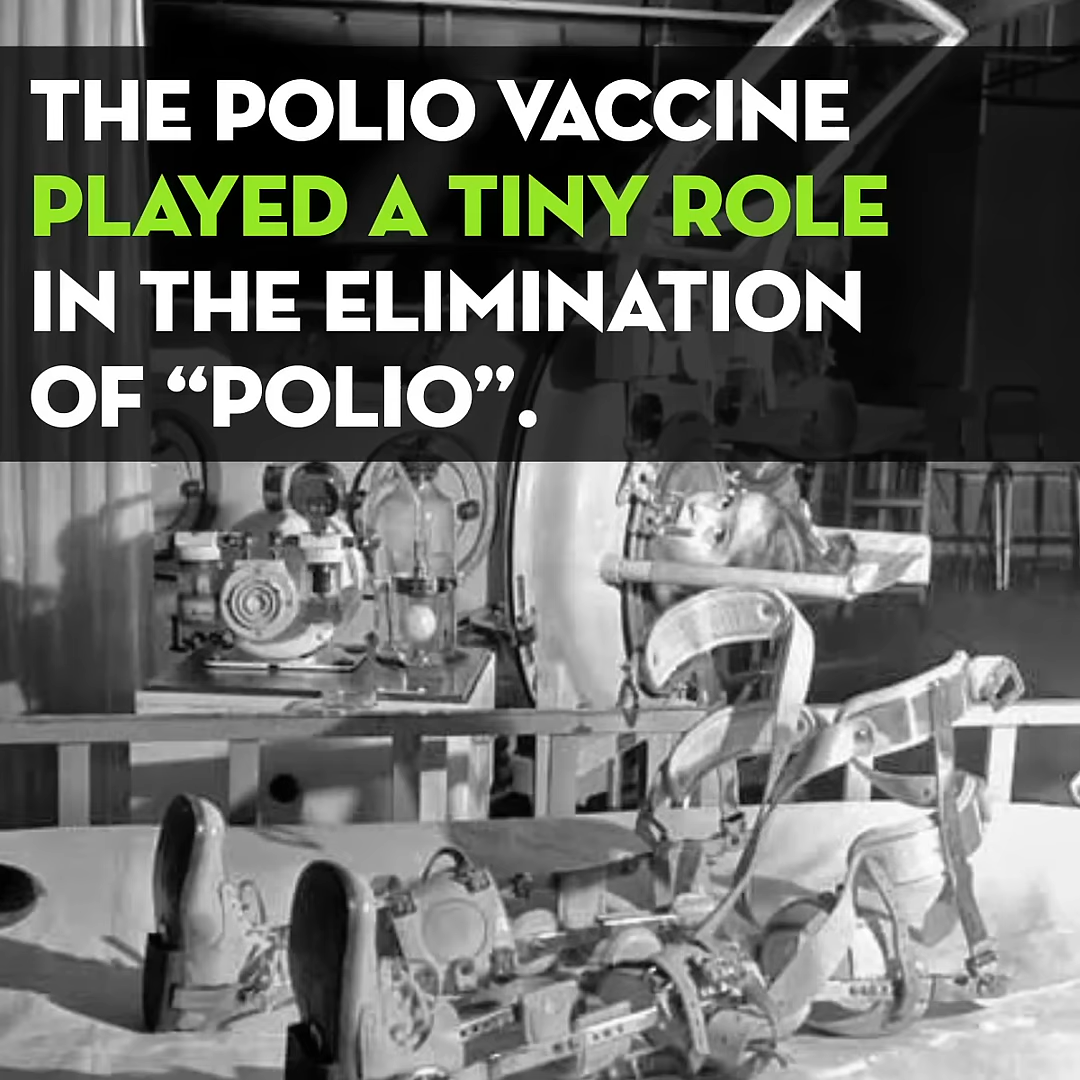 THE POLIO VACCINE
PLAYED A TINY ROLE
IN THE ELIMINATION
OF “POLIO”.